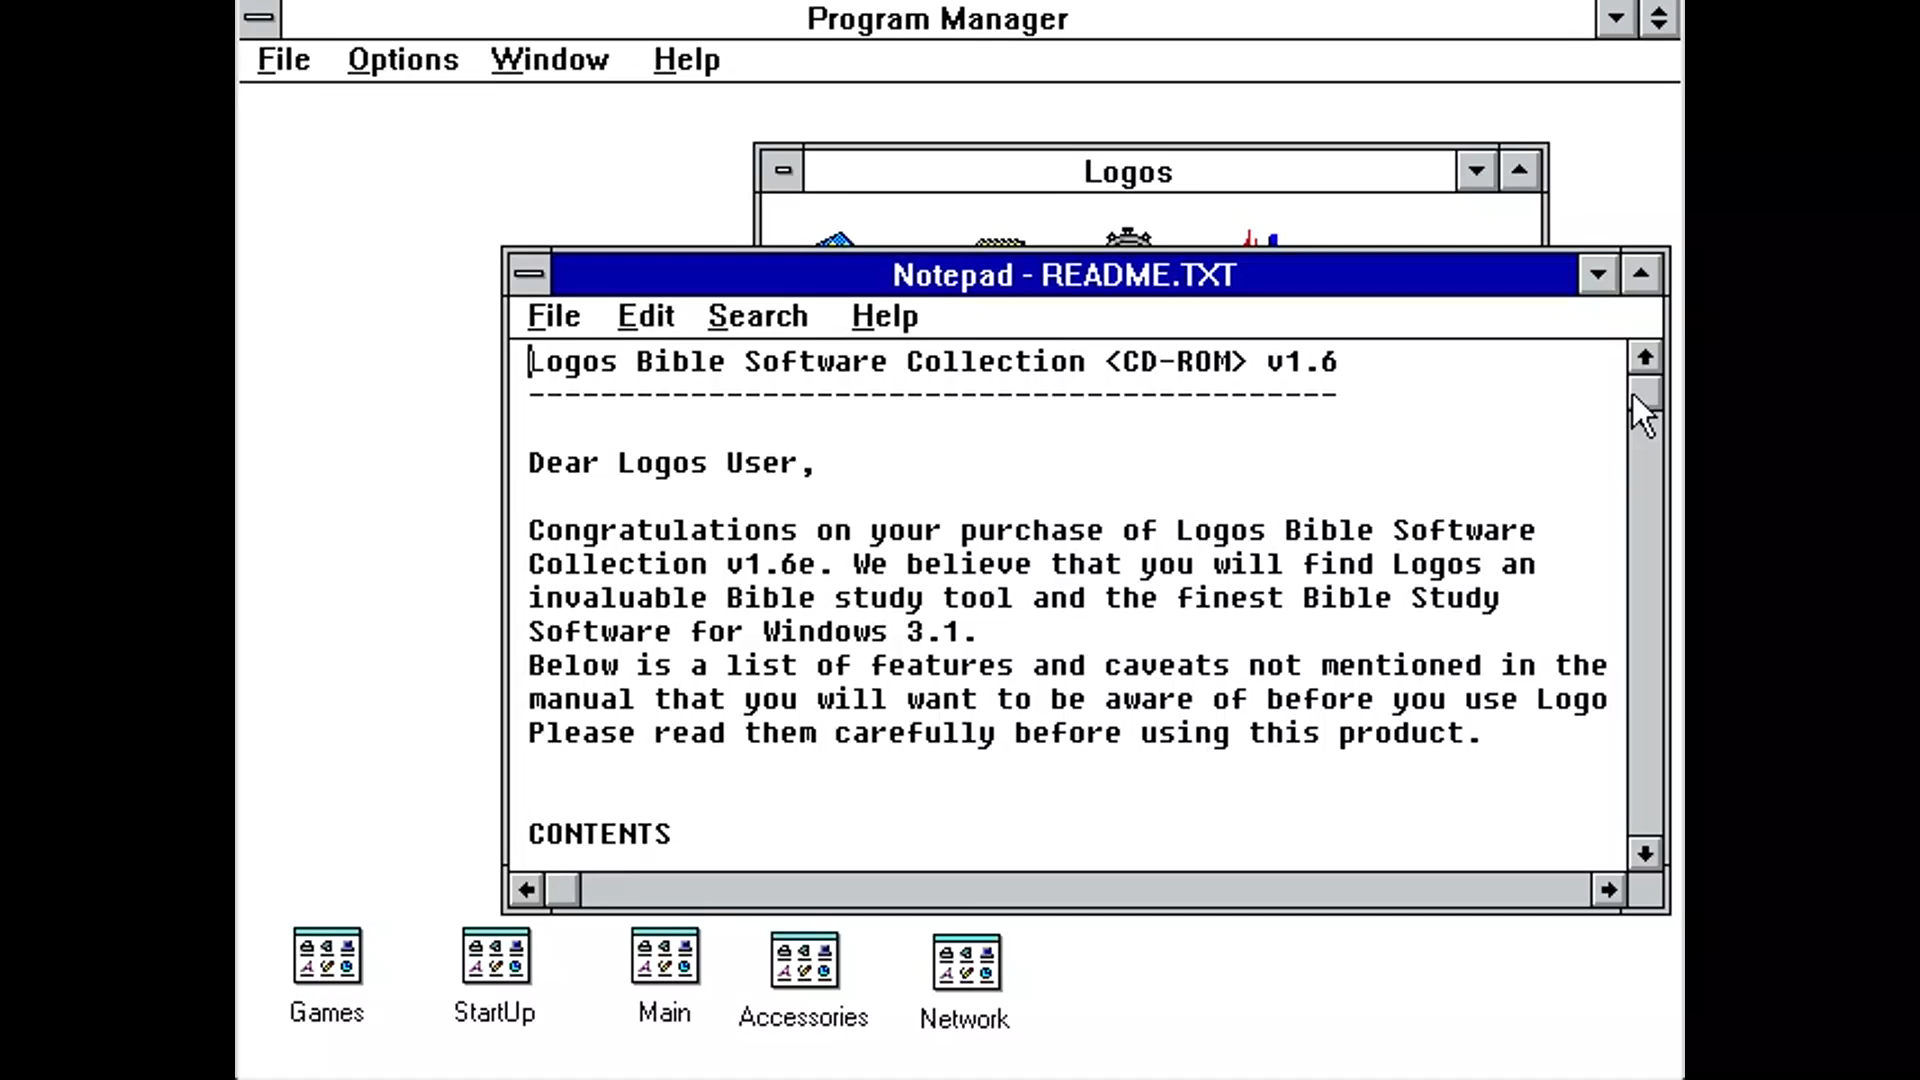 Program Manager
File Options Window Help
Logos
Notepad - README.TXT
File Edit Search Help
Logos Bible Software Collection <CD-ROM> v1.6
---------------------------------------------
Dear Logos User,
Congratulations on your purchase of Logos Bible Software
Collection v1.6e. We believe that you will find Logos an
invaluable Bible study tool and the finest Bible Study
Software for Windows 3.1.
Below is a list of features and caveats not mentioned in the
manual that you will want to be aware of before you use Logo
Please read them carefully before using this product.
CONTENTS
Games StartUp Main Accessories Network